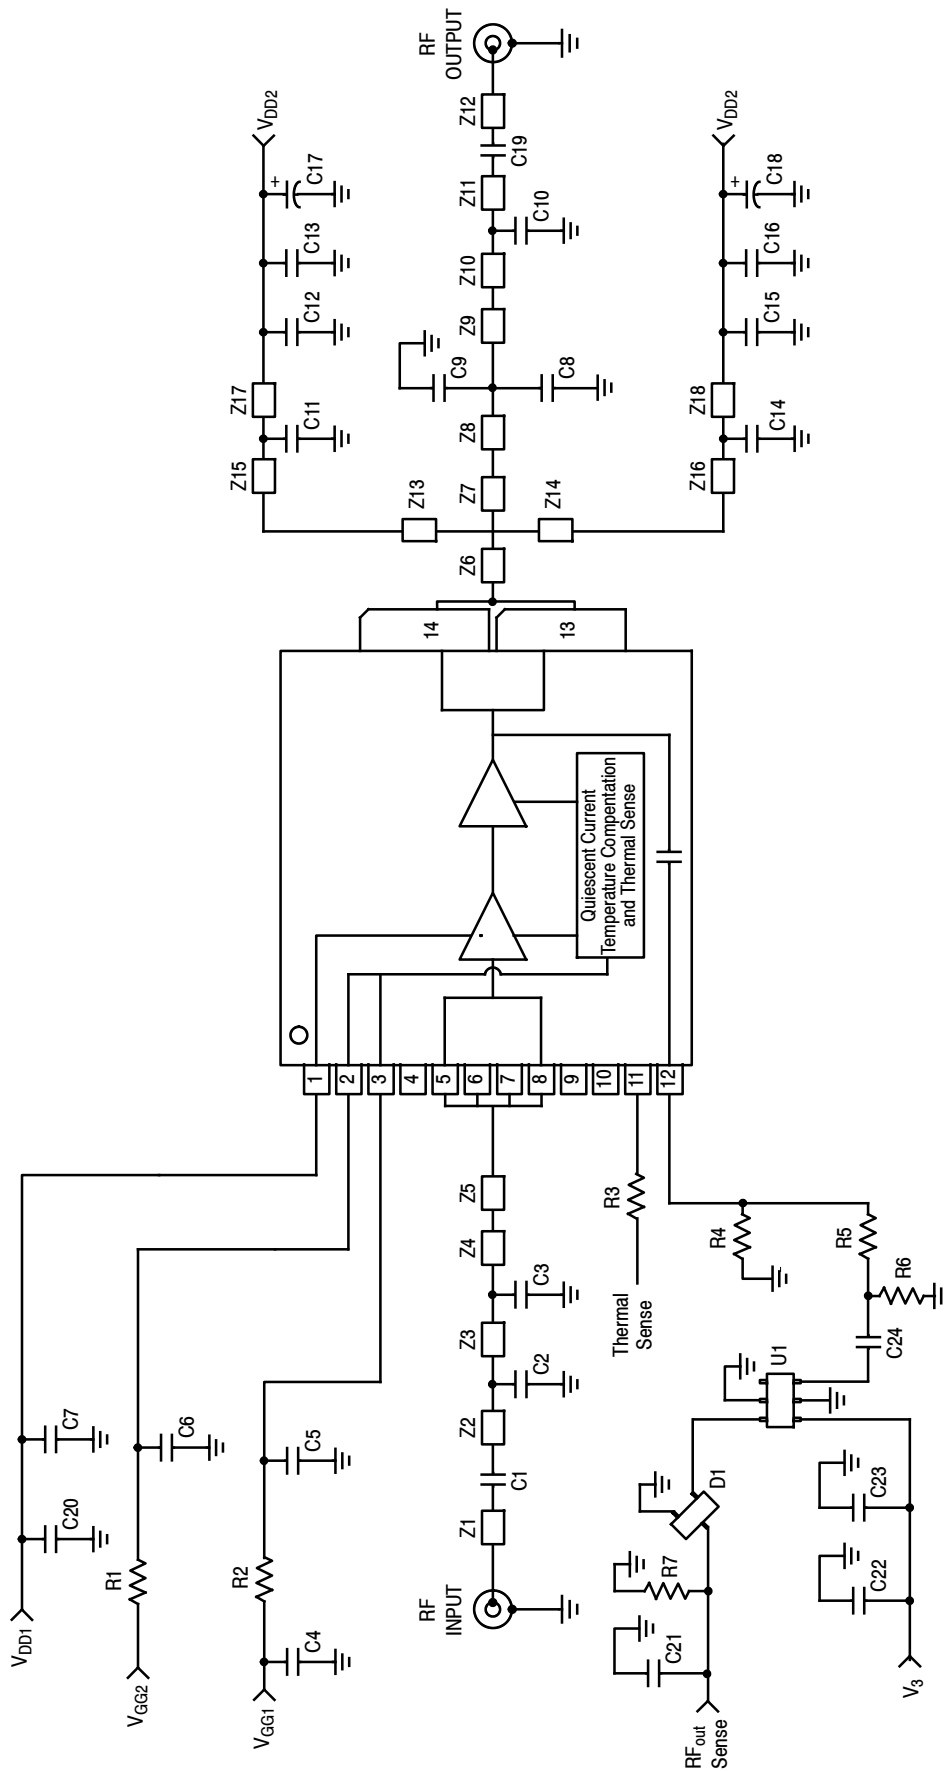 VDD1
C20
C7
VGG2
R1
C6
VGG1
C4
R2
C5
RF
INPUT
Z1
C1
Z2
C2
Z3
C3
Z4
Z5
Thermal
Sense
R3
R4
R5
R6
C24
U1
D1
R7
C21
RFout
Sense
C22
C23
V3
1
2
3
4
5
6
7
8
9
10
11
12
Quiescent Current
Temperature Compentation
and Thermal Sense
14
13
Z6
Z13
Z14
Z7
Z8
C9
C8
Z9
Z10
C10
Z11
C19
Z12
RF
OUTPUT
Z15
C11
Z17
C12
C13
+
C17
VDD2
Z16
C14
Z18
C15
C16
+
C18
VDD2